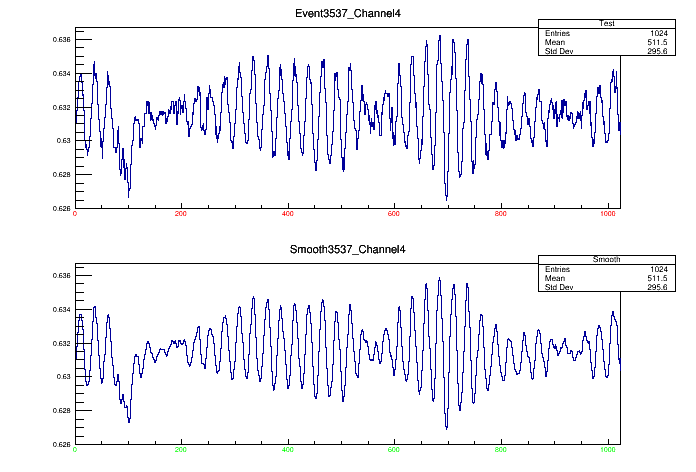 Event3537_Channel4
Test
Entries 1024
Mean 511.5
Std Dev 295.6
0.636
0.634
0.632
0.63
0.628
0.626
0 200 400 600 800 1000
Smooth3537_Channel4
Smooth
Entries 1024
Mean 511.5
Std Dev 295.6
0.636
0.634
0.632
0.63
0.628
0.626
0 200 400 600 800 1000